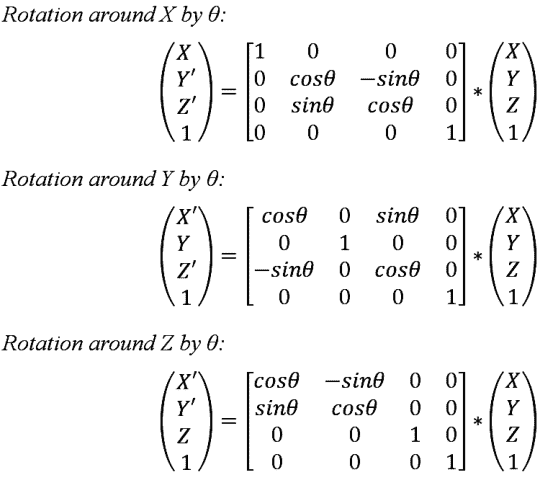 Rotation around X by θ:
X 1 0 0 0 X
Y′ 0 cosθ −sinθ 0 Y
Z′ = 0 sinθ cosθ 0 * Z
1 0 0 0 1 1
Rotation around Y by θ:
X′ cosθ 0 sinθ 0 X
Y 0 1 0 0 Y
Z′ = −sinθ 0 cosθ 0 * Z
1 0 0 0 1 1
Rotation around Z by θ:
X′ cosθ −sinθ 0 0 X
Y′ sinθ cosθ 0 0 Y
Z = 0 0 1 0 * Z
1 0 0 0 1 1